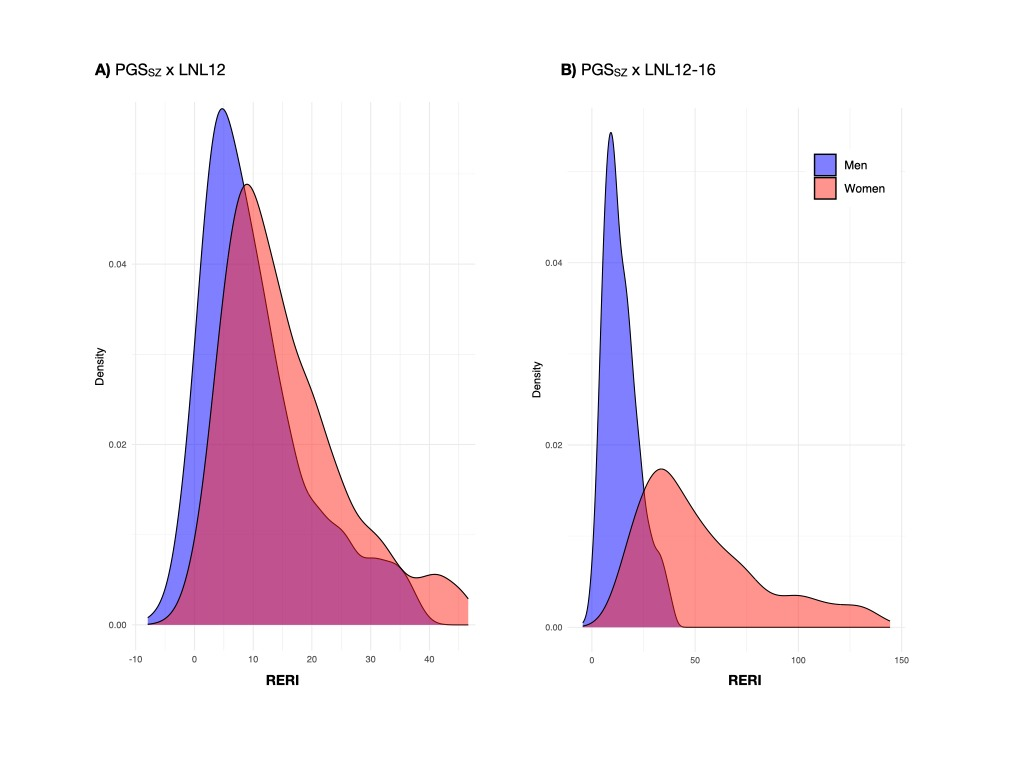 A) PGSSZ x LNL12
B) PGSSZ x LNL12-16
Men
Women
0.04
0.02
0.00
Density
-10 0 10 20 30 40
RERI
0.04
0.02
0.00
Density
0 50 100 150
RERI